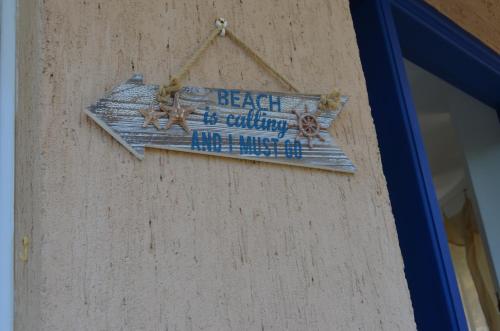 BEACH
is calling
AND I MUST GO